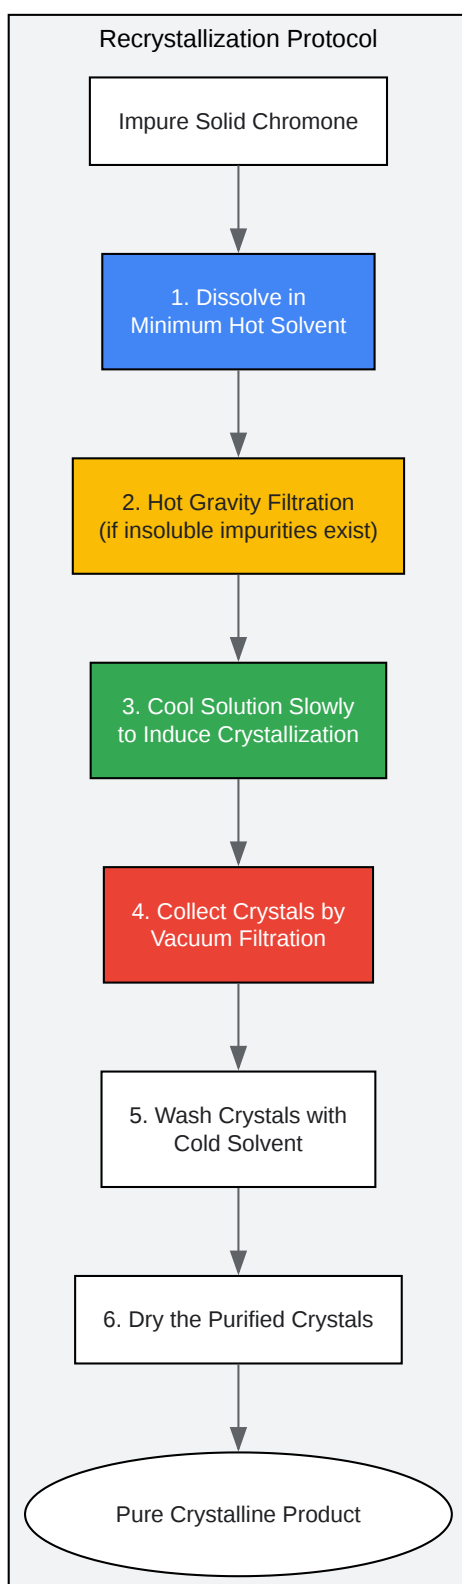 Recrystallization Protocol
Impure Solid Chromone
1. Dissolve in
Minimum Hot Solvent
2. Hot Gravity Filtration
(if insoluble impurities exist)
3. Cool Solution Slowly
to Induce Crystallization
4. Collect Crystals by
Vacuum Filtration
5. Wash Crystals with
Cold Solvent
6. Dry the Purified Crystals
Pure Crystalline Product